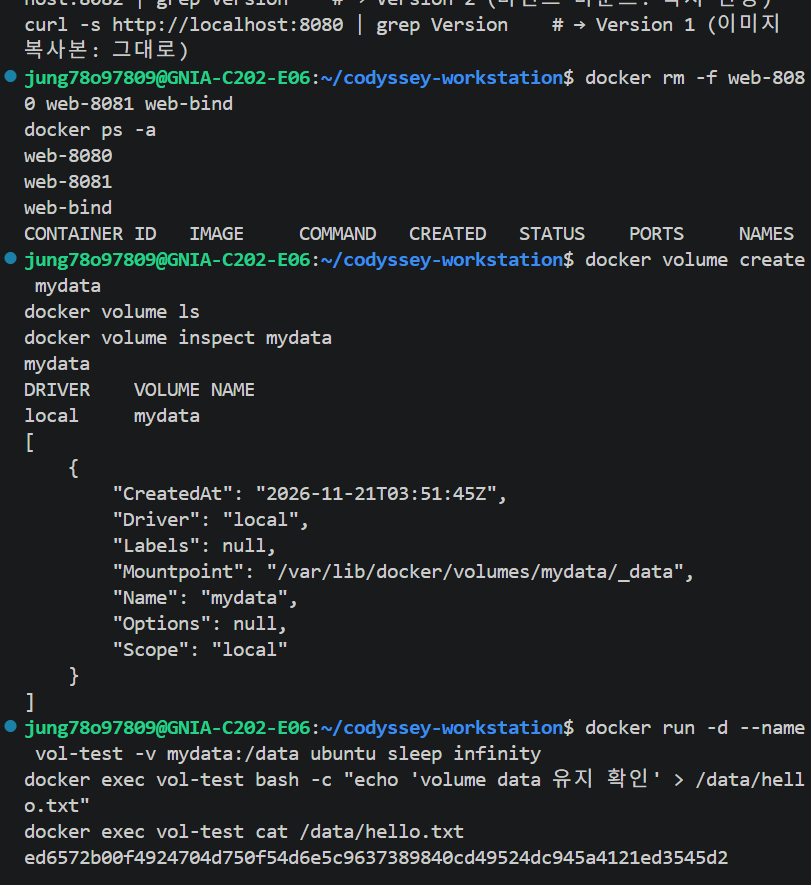 curl -s http://localhost:8080 | grep Version    # → Version 1 (이미지
복사본: 그대로)
jung78o97809@GNIA-C202-E06:~/codyssey-workstation$ docker rm -f web-808
0 web-8081 web-bind
docker ps -a
web-8080
web-8081
web-bind
CONTAINER ID   IMAGE     COMMAND   CREATED   STATUS    PORTS     NAMES
jung78o97809@GNIA-C202-E06:~/codyssey-workstation$ docker volume create
 mydata
docker volume ls
docker volume inspect mydata
mydata
DRIVER    VOLUME NAME
local     mydata
[
    {
        "CreatedAt": "2026-11-21T03:51:45Z",
        "Driver": "local",
        "Labels": null,
        "Mountpoint": "/var/lib/docker/volumes/mydata/_data",
        "Name": "mydata",
        "Options": null,
        "Scope": "local"
    }
]
jung78o97809@GNIA-C202-E06:~/codyssey-workstation$ docker run -d --name
 vol-test -v mydata:/data ubuntu sleep infinity
docker exec vol-test bash -c "echo 'volume data 유지 확인' > /data/hell
o.txt"
docker exec vol-test cat /data/hello.txt
ed6572b00f4924704d750f54d6e5c9637389840cd49524dc945a4121ed3545d2